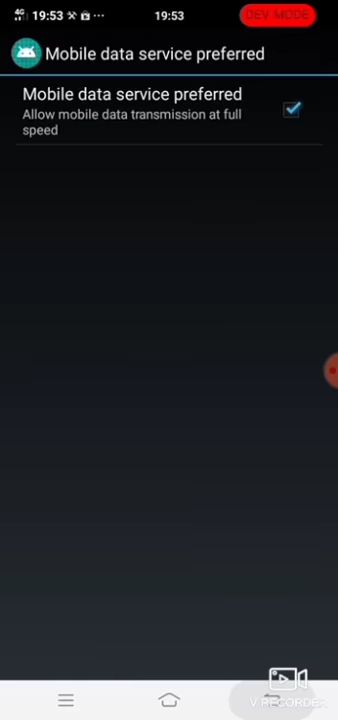 4G 19:53 ... 19:53 DEV MODE
Mobile data service preferred
Mobile data service preferred
Allow mobile data transmission at full
speed
V RECORDER